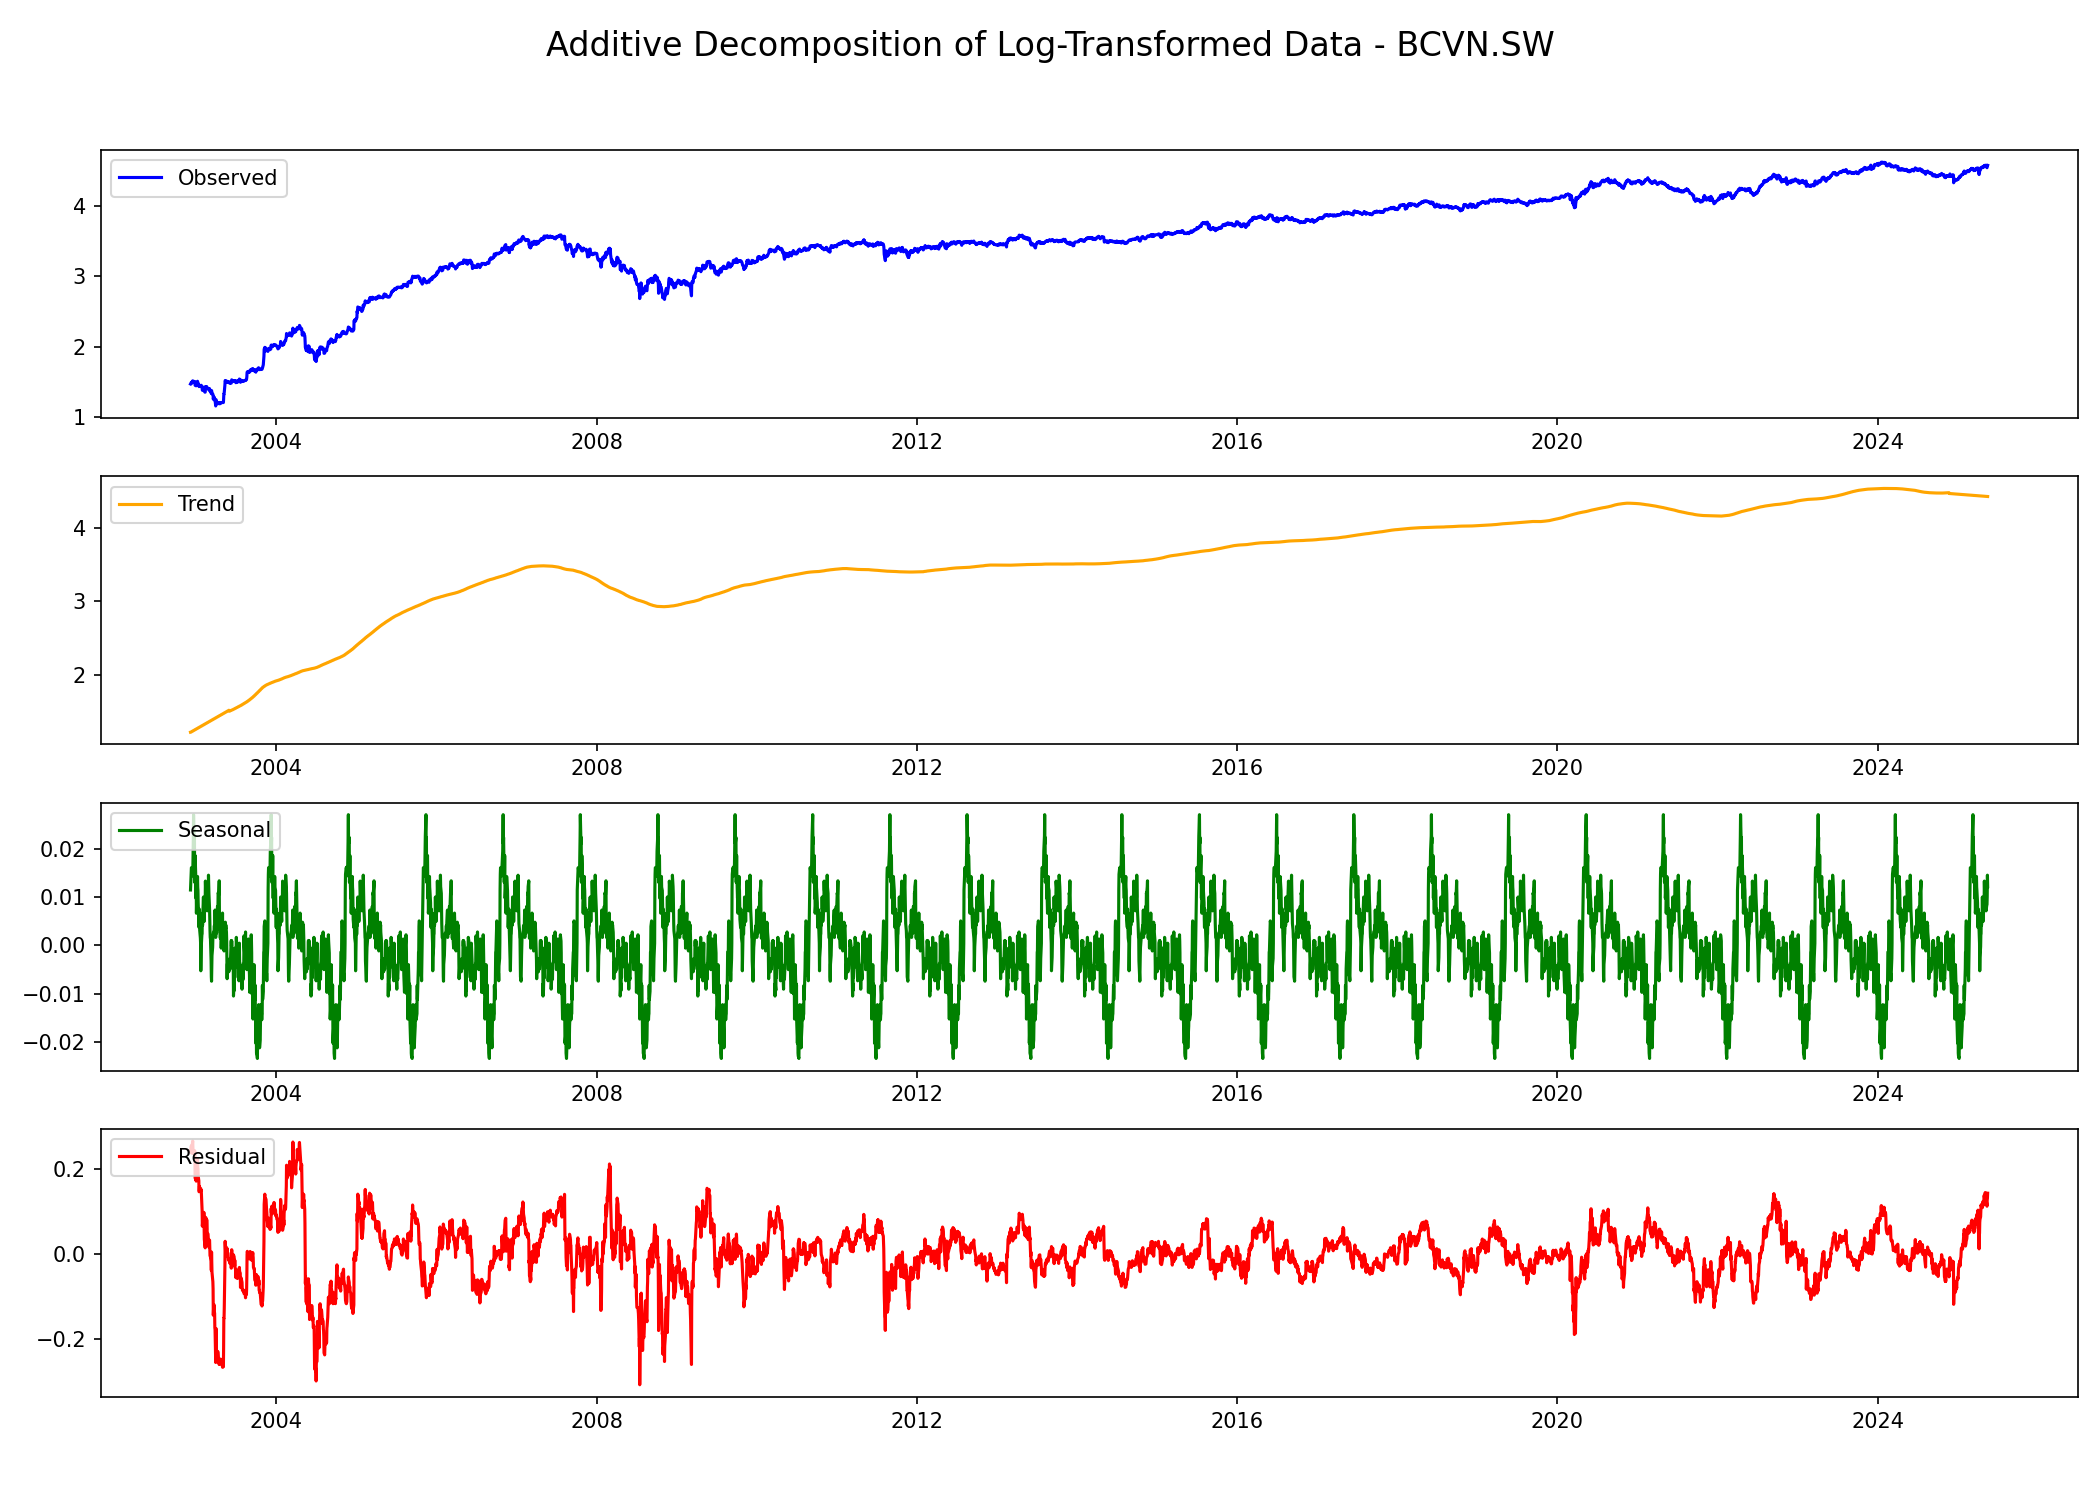 Additive Decomposition of Log-Transformed Data - BCVN.SW
Observed
4
3
2
1
2004 2008 2012 2016 2020 2024
Trend
4
3
2
2004 2008 2012 2016 2020 2024
Seasonal
0.02
0.01
0.00
−0.01
−0.02
2004 2008 2012 2016 2020 2024
Residual
0.2
0.0
−0.2
2004 2008 2012 2016 2020 2024